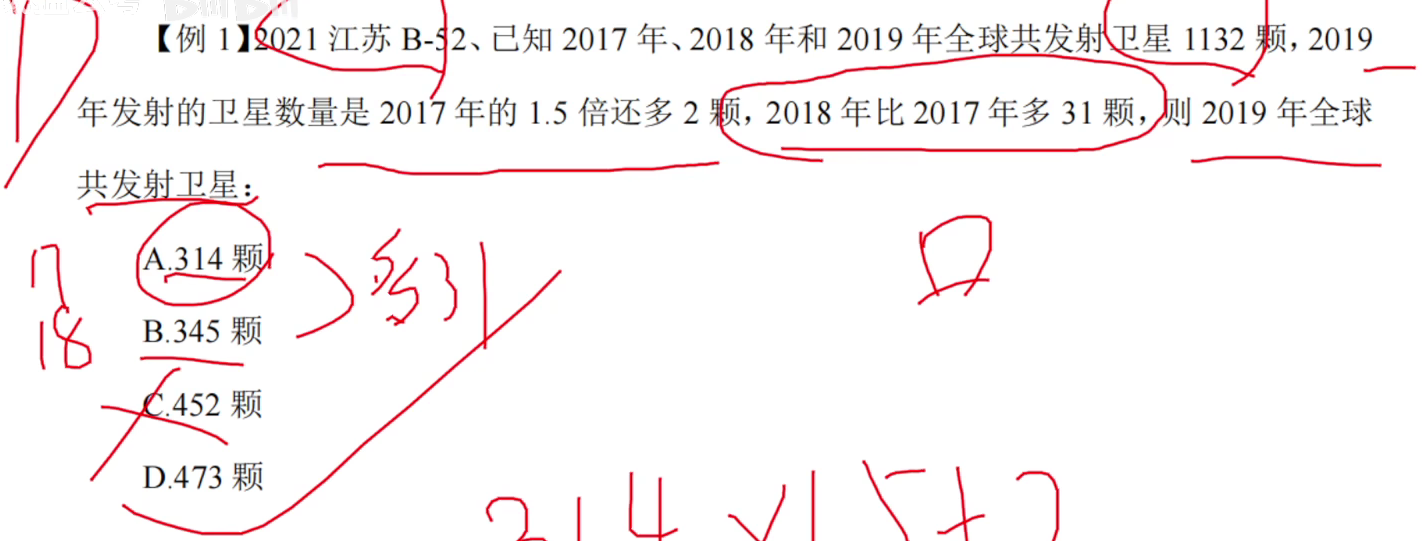 【例 1】2021 江苏 B-52、已知 2017 年、2018 年和 2019 年全球共发射卫星 1132 颗，2019
年发射的卫星数量是 2017 年的 1.5 倍还多 2 颗，2018 年比 2017 年多 31 颗，则 2019 年全球
共发射卫星：
17
A.314 颗
多31
18
B.345 颗
C.452 颗
D.473 颗
314×1.5+2